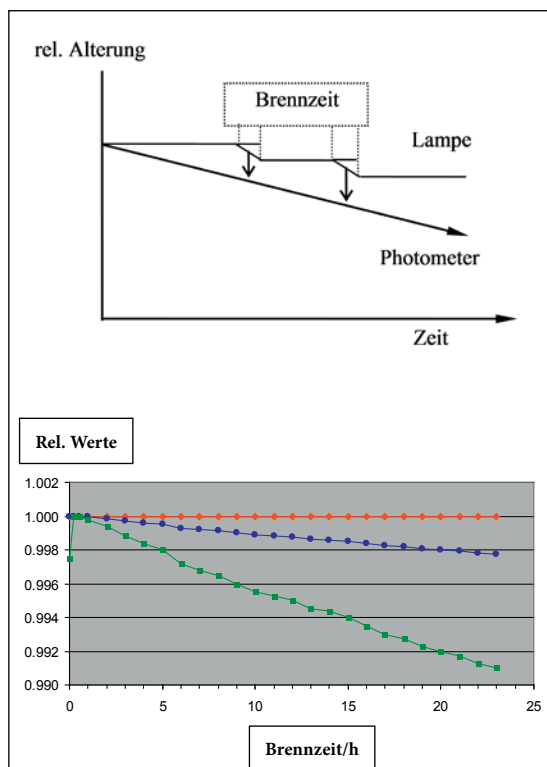 rel. Alterung
Brennzeit
Lampe
Photometer
Zeit
Rel. Werte
1.002
1.000
0.998
0.996
0.994
0.992
0.990
0 5 10 15 20 25
Brennzeit/h